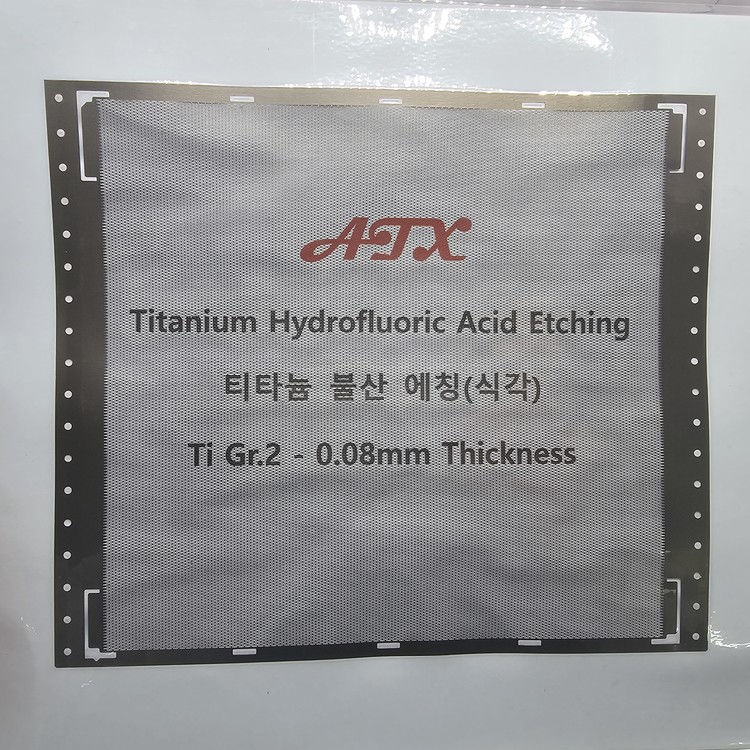 ATX
Titanium Hydrofluoric Acid Etching
티타늄 불산 에칭(식각)
Ti Gr.2 - 0.08mm Thickness